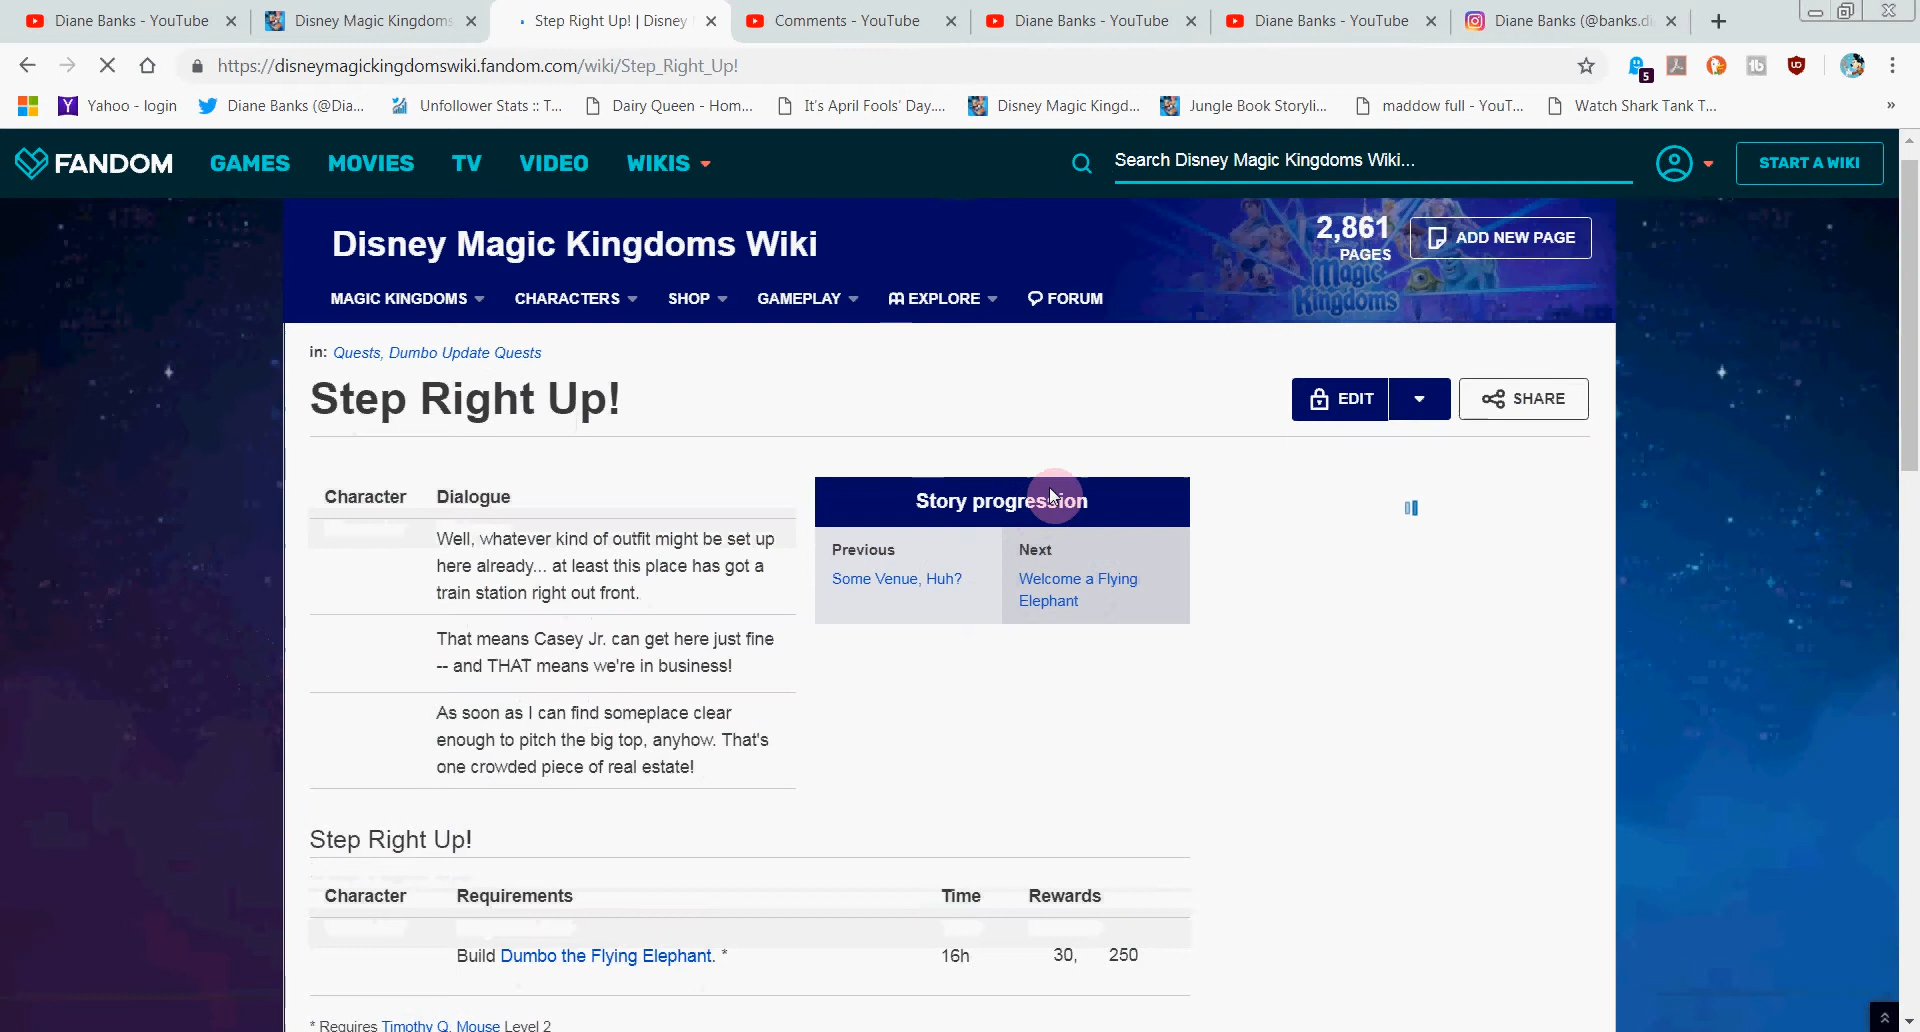 Diane Banks - YouTube
Disney Magic Kingdoms
Step Right Up! | Disney
Comments - YouTube
Diane Banks - YouTube
Diane Banks - YouTube
Diane Banks (@banks.d
https://disneymagickingdomswiki.fandom.com/wiki/Step_Right_Up!
5
Yahoo - login
Diane Banks (@Dia...
Unfollower Stats :: T...
Dairy Queen - Hom...
It's April Fools' Day....
Disney Magic Kingd...
Jungle Book Storyli...
maddow full - YouT...
Watch Shark Tank T...
»
FANDOM
GAMES
MOVIES
TV
VIDEO
WIKIS
Search Disney Magic Kingdoms Wiki...
START A WIKI
Disney Magic Kingdoms Wiki
2,861
PAGES
ADD NEW PAGE
Magic
Kingdoms
MAGIC KINGDOMS
CHARACTERS
SHOP
GAMEPLAY
EXPLORE
FORUM
in: Quests, Dumbo Update Quests
Step Right Up!
EDIT
SHARE
Character Dialogue
Well, whatever kind of outfit might be set up
here already... at least this place has got a
train station right out front.
That means Casey Jr. can get here just fine
-- and THAT means we're in business!
As soon as I can find someplace clear
enough to pitch the big top, anyhow. That's
one crowded piece of real estate!
Story progression
Previous
Some Venue, Huh?
Next
Welcome a Flying
Elephant
Step Right Up!
Character Requirements Time Rewards
Build Dumbo the Flying Elephant. * 16h 30, 250
* Requires Timothy Q. Mouse Level 2